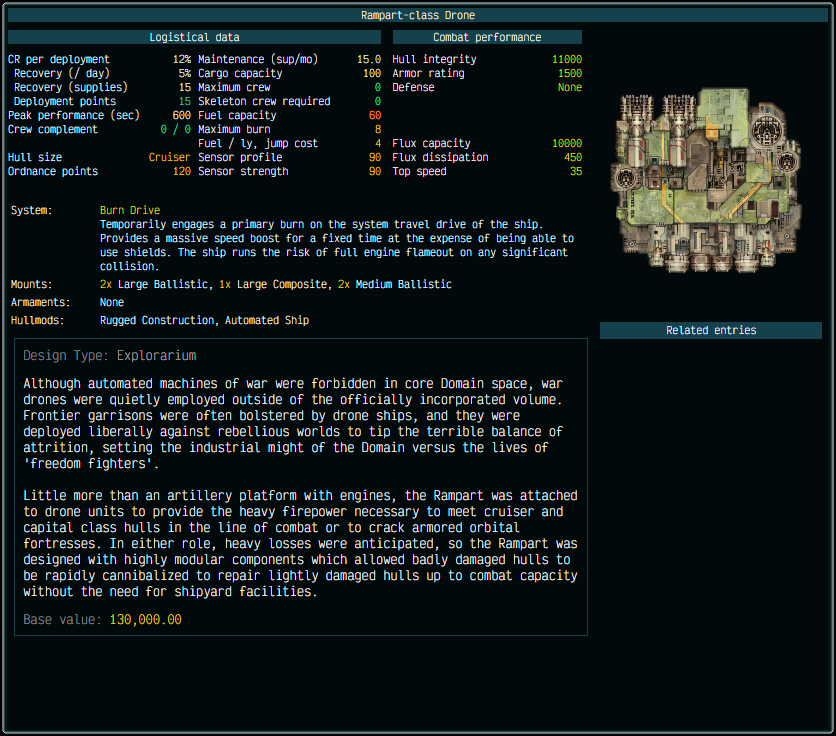 Rampart-class Drone
Logistical data
CR per deployment 12% Maintenance (sup/mo) 15.0
Recovery (/ day) 5% Cargo capacity 100
Recovery (supplies) 15 Maximum crew 0
Deployment points 15 Skeleton crew required 0
Peak performance (sec) 600 Fuel capacity 60
Crew complement 0 / 0 Maximum burn 8
Fuel / ly, jump cost 4
Hull size Cruiser Sensor profile 90
Ordnance points 120 Sensor strength 90
Combat performance
Hull integrity 11000
Armor rating 1500
Defense None
Flux capacity 10000
Flux dissipation 450
Top speed 35
System: Burn Drive
Temporarily engages a primary burn on the system travel drive of the ship.
Provides a massive speed boost for a fixed time at the expense of being able to
use shields. The ship runs the risk of full engine flameout on any significant
collision.
Mounts: 2x Large Ballistic, 1x Large Composite, 2x Medium Ballistic
Armaments: None
Hullmods: Rugged Construction, Automated Ship
Related entries
Design Type: Explorarium
Although automated machines of war were forbidden in core Domain space, war
drones were quietly employed outside of the officially incorporated volume.
Frontier garrisons were often bolstered by drone ships, and they were
deployed liberally against rebellious worlds to tip the terrible balance of
attrition, setting the industrial might of the Domain versus the lives of
'freedom fighters'.
Little more than an artillery platform with engines, the Rampart was attached
to drone units to provide the heavy firepower necessary to meet cruiser and
capital class hulls in the line of combat or to crack armored orbital
fortresses. In either role, heavy losses were anticipated, so the Rampart was
designed with highly modular components which allowed badly damaged hulls to
be rapidly cannibalized to repair lightly damaged hulls up to combat capacity
without the need for shipyard facilities.
Base value: 130,000.00